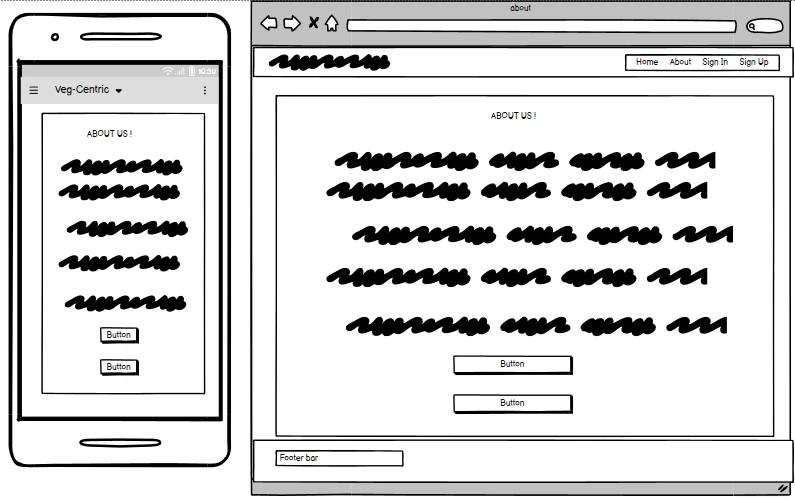 10:30
Veg-Centric
ABOUT US !
Button
Button
about
Home About Sign In Sign Up
ABOUT US !
Button
Button
Footer bar